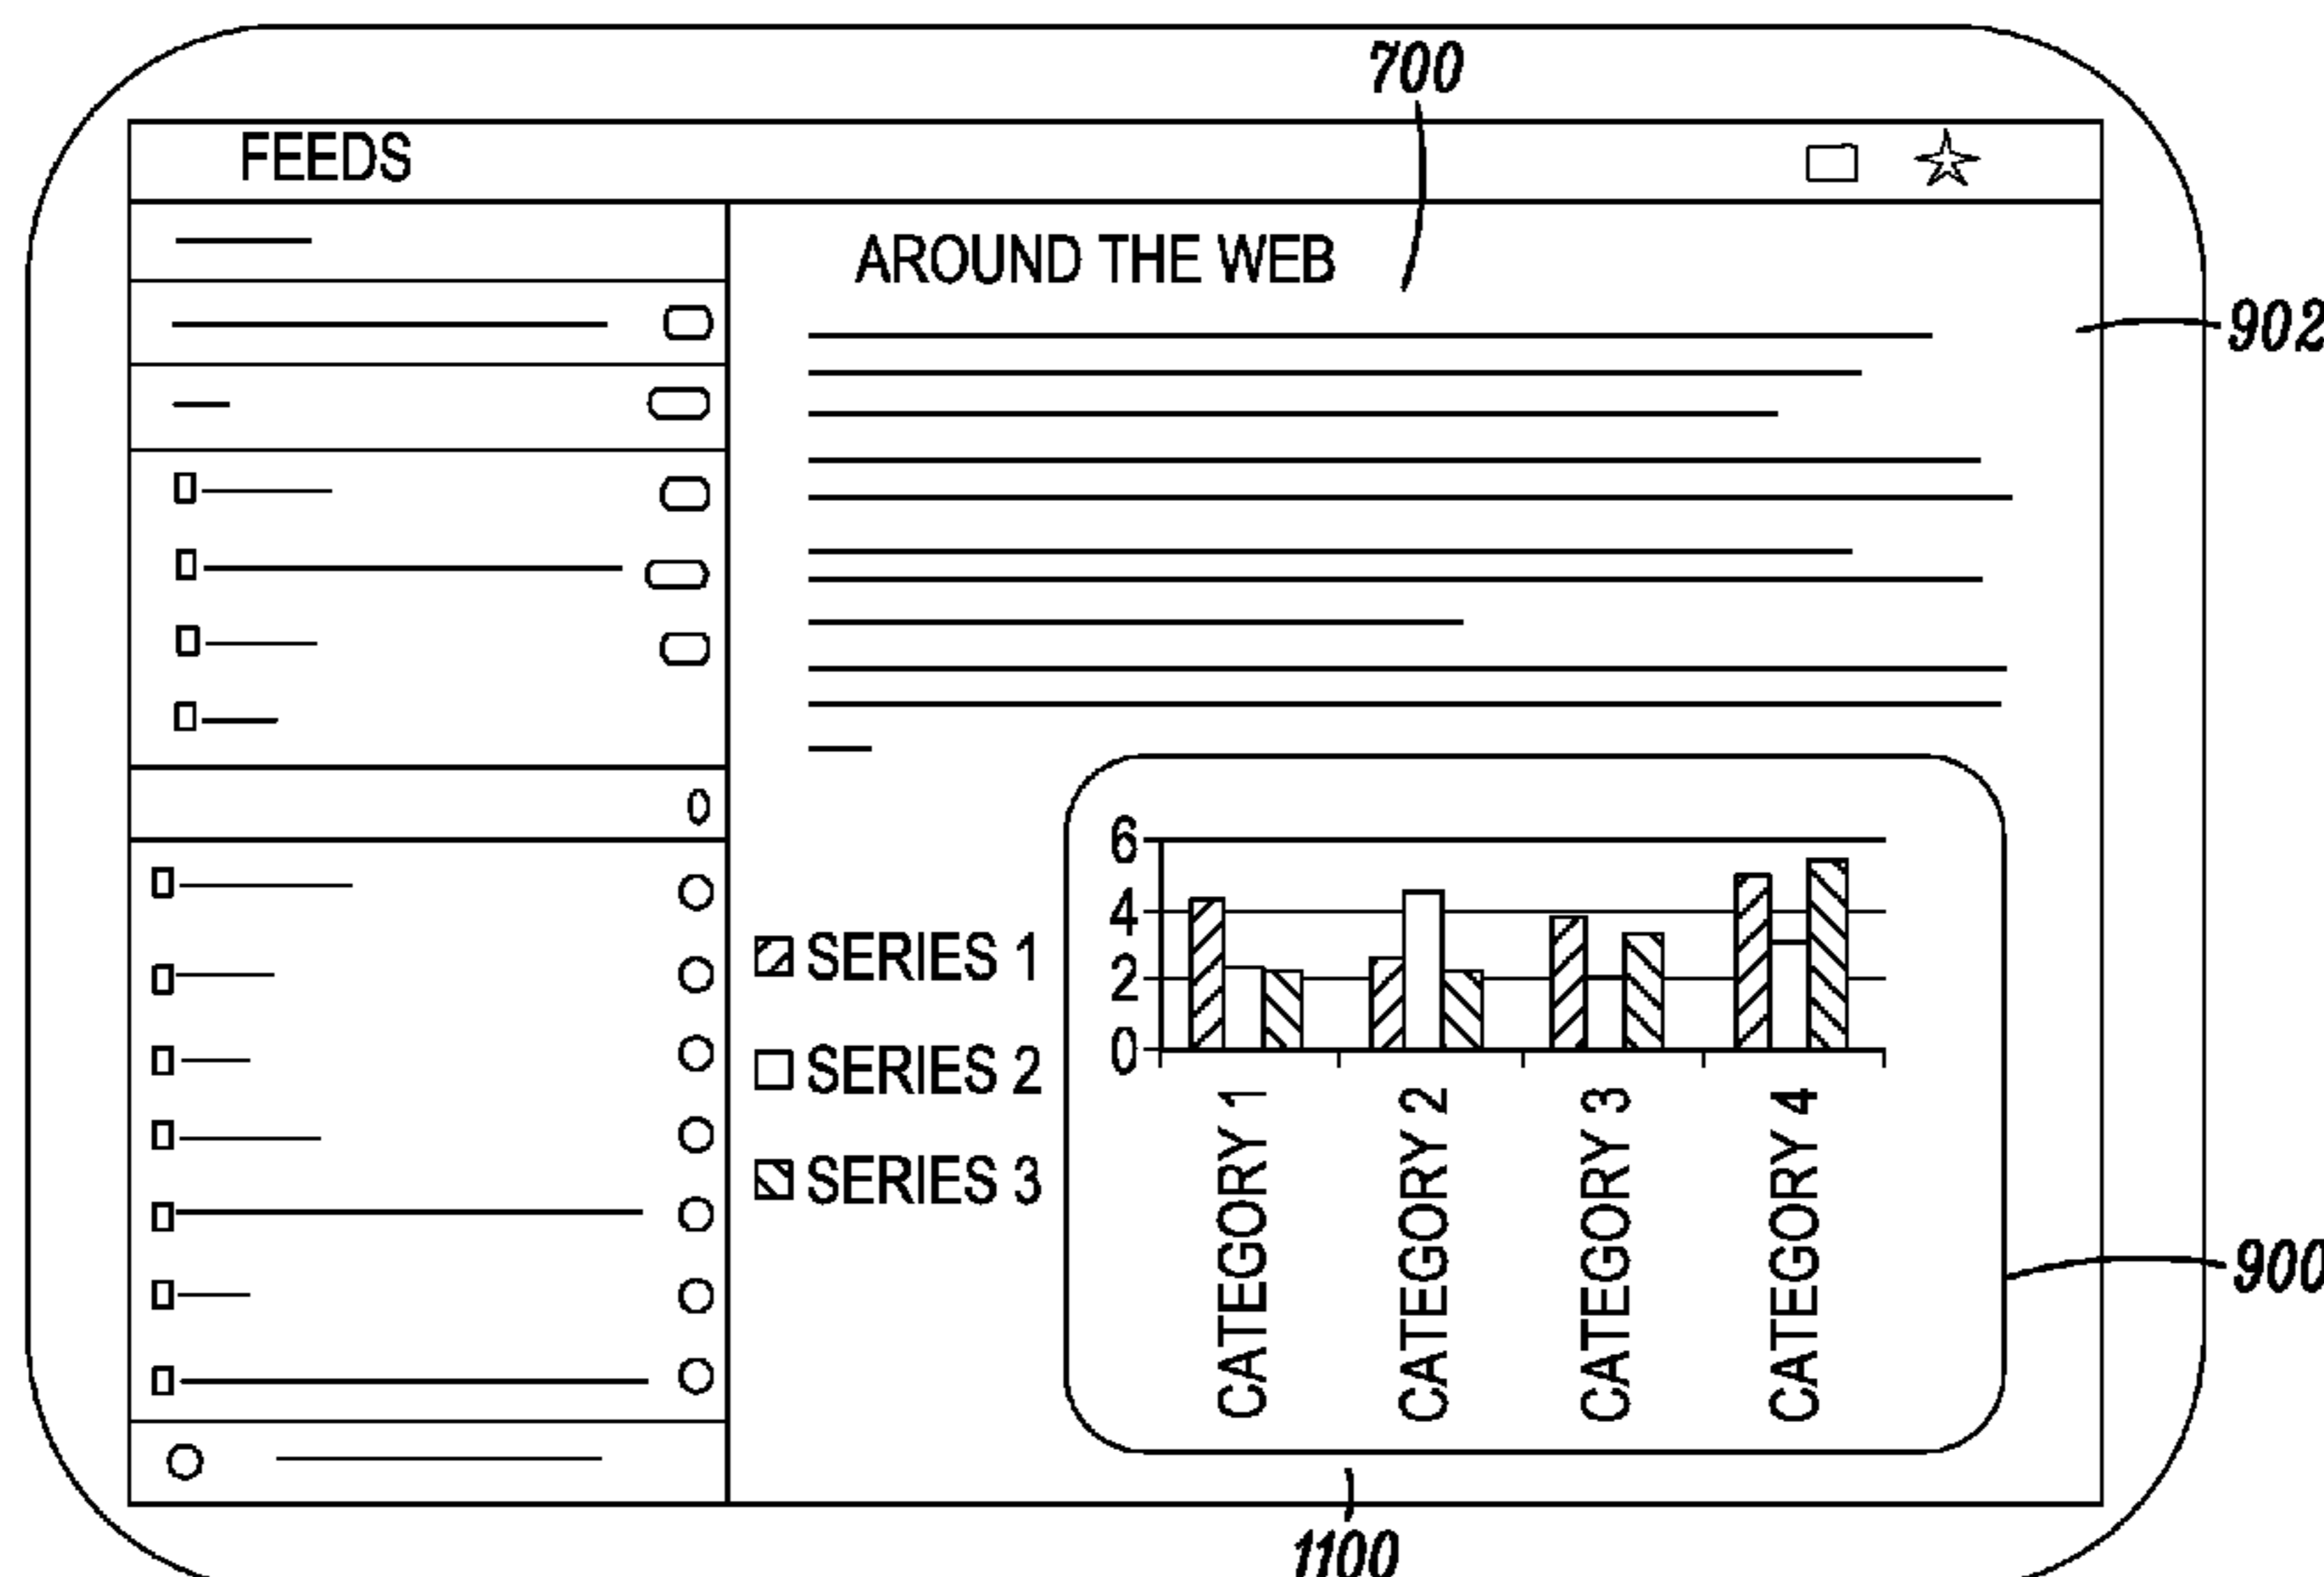 700
FEEDS
AROUND THE WEB
902
6
4
2
0
SERIES 1
SERIES 2
SERIES 3
CATEGORY 1
CATEGORY 2
CATEGORY 3
CATEGORY 4
900
1100